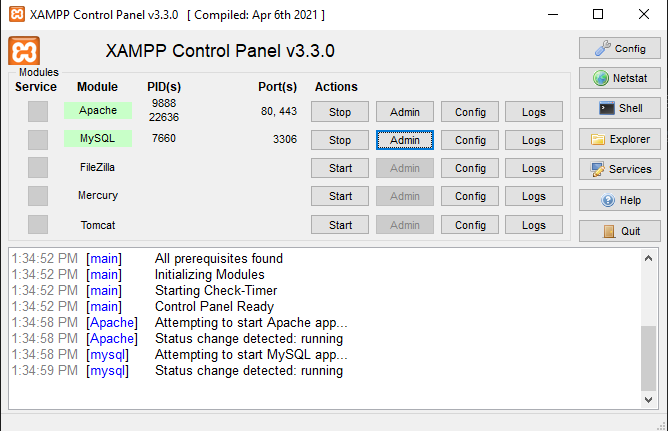 XAMPP Control Panel v3.3.0 [ Compiled: Apr 6th 2021 ]
XAMPP Control Panel v3.3.0
Config
Modules
Service Module PID(s) Port(s) Actions
Netstat
Apache 9888 22636 80, 443 Stop Admin Config Logs
Shell
MySQL 7660 3306 Stop Admin Config Logs
Explorer
FileZilla Start Admin Config Logs
Services
Mercury Start Admin Config Logs
Help
Tomcat Start Admin Config Logs
Quit
1:34:52 PM [main] All prerequisites found
1:34:52 PM [main] Initializing Modules
1:34:52 PM [main] Starting Check-Timer
1:34:52 PM [main] Control Panel Ready
1:34:58 PM [Apache] Attempting to start Apache app...
1:34:58 PM [Apache] Status change detected: running
1:34:58 PM [mysql] Attempting to start MySQL app...
1:34:59 PM [mysql] Status change detected: running